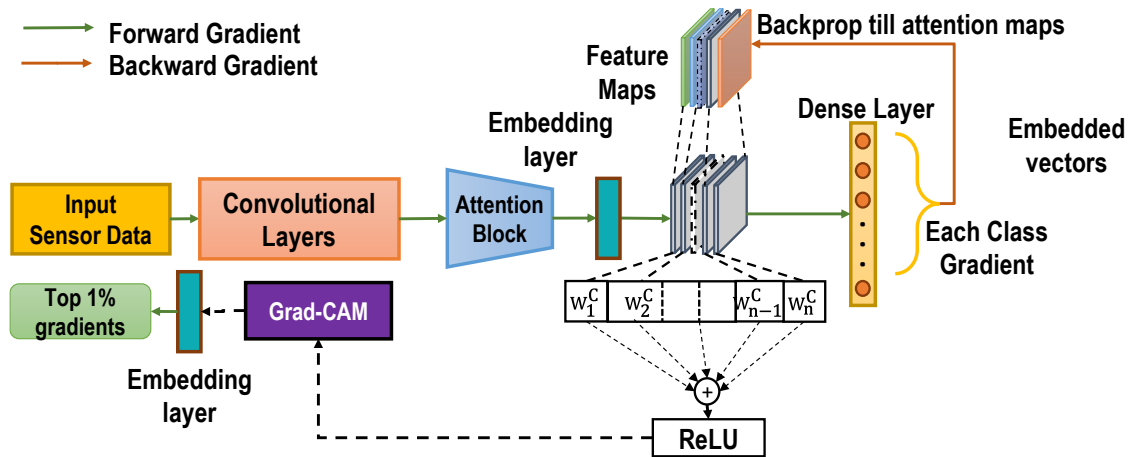 Forward Gradient
Backward Gradient
Backprop till attention maps
Feature
Maps
Dense Layer
Embedding
layer
Embedded
vectors
Input
Sensor Data
Convolutional
Layers
Attention
Block
Each Class
Gradient
Top 1%
gradients
Grad-CAM
W₁ᶜ W₂ᶜ Wₙ₋₁ᶜ Wₙᶜ
Embedding
layer
+
ReLU